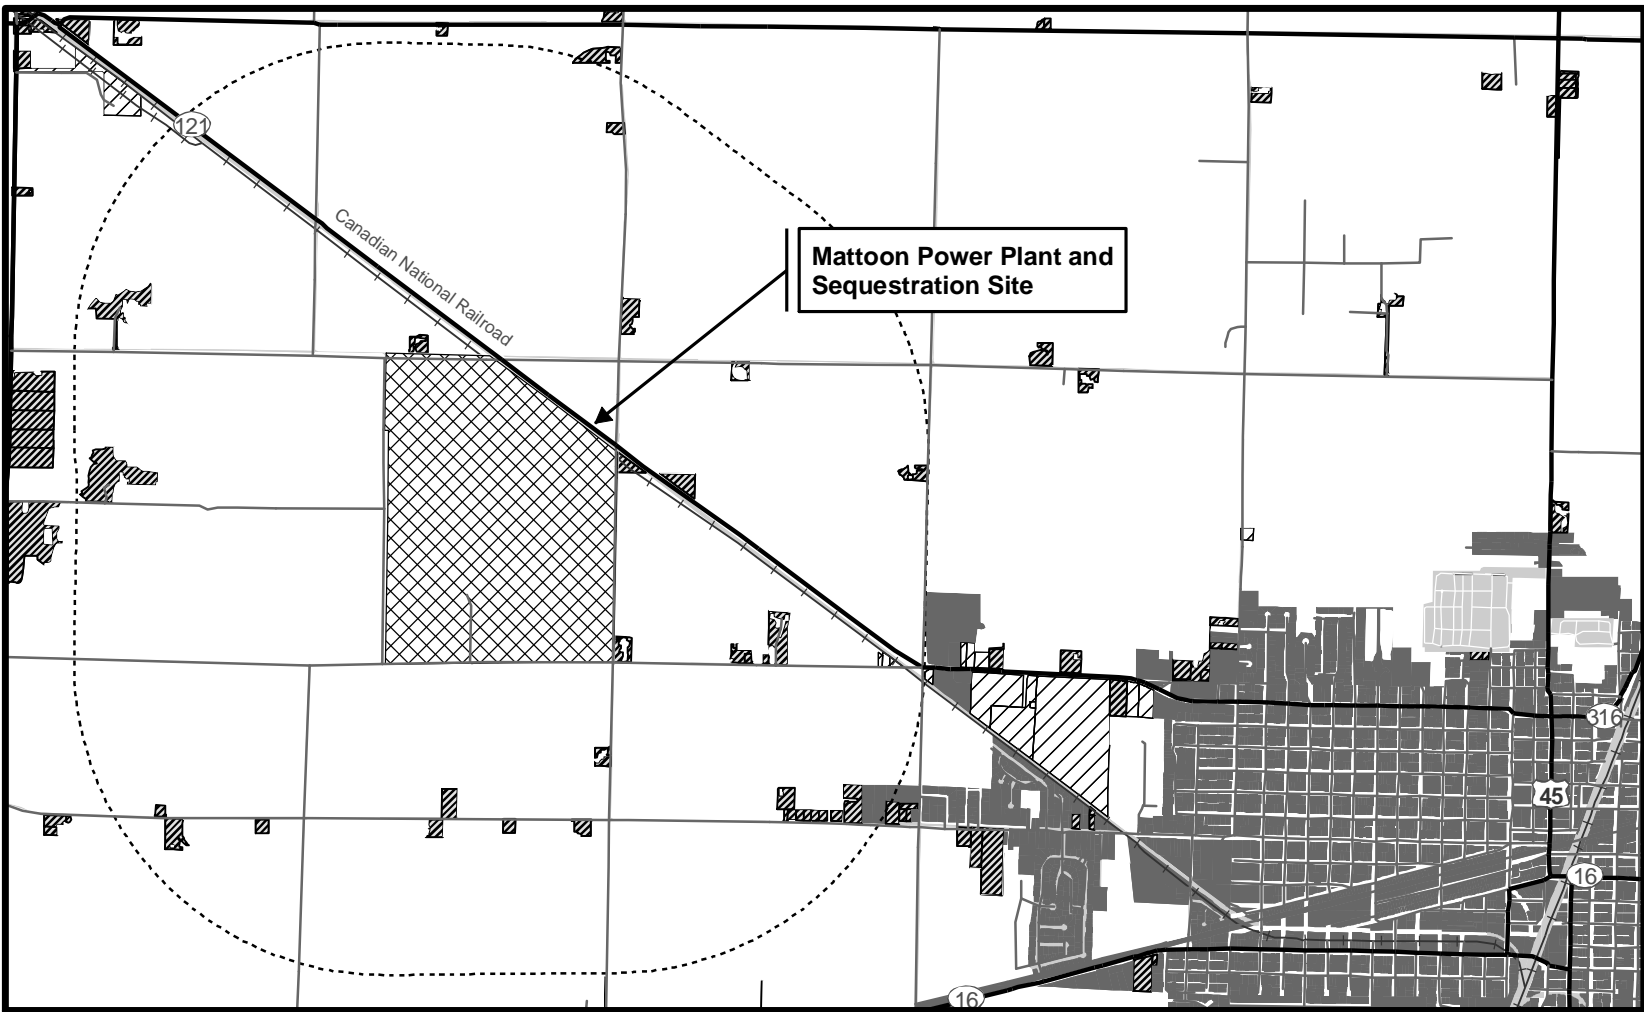 121
Canadian National Railroad
Mattoon Power Plant and
Sequestration Site
316
45
16
16